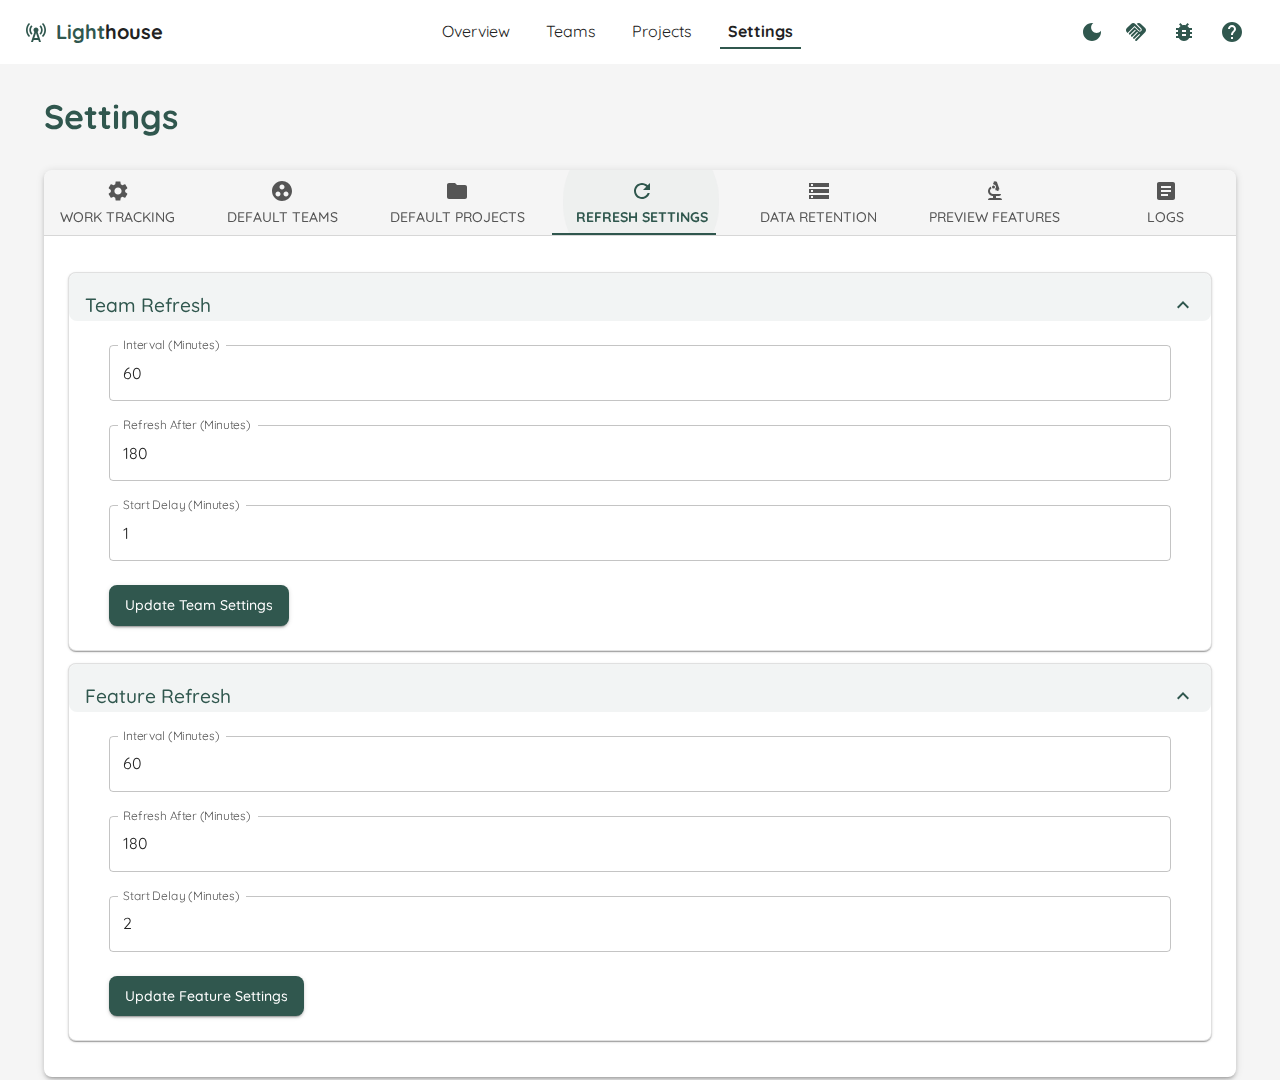 Lighthouse
Overview
Teams
Projects
Settings
Settings
WORK TRACKING
DEFAULT TEAMS
DEFAULT PROJECTS
REFRESH SETTINGS
DATA RETENTION
PREVIEW FEATURES
LOGS
Team Refresh
Interval (Minutes)
60
Refresh After (Minutes)
180
Start Delay (Minutes)
1
Update Team Settings
Feature Refresh
Interval (Minutes)
60
Refresh After (Minutes)
180
Start Delay (Minutes)
2
Update Feature Settings